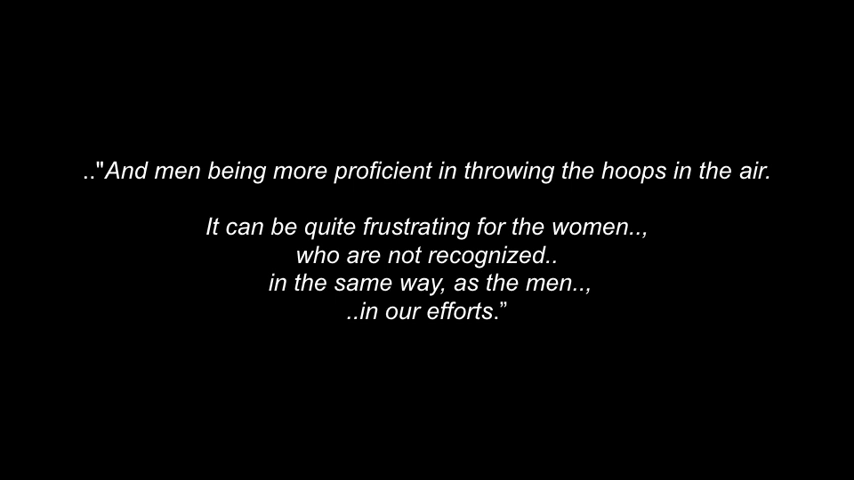 .."And men being more proficient in throwing the hoops in the air.
It can be quite frustrating for the women..,
who are not recognized..
in the same way, as the men..,
..in our efforts.”